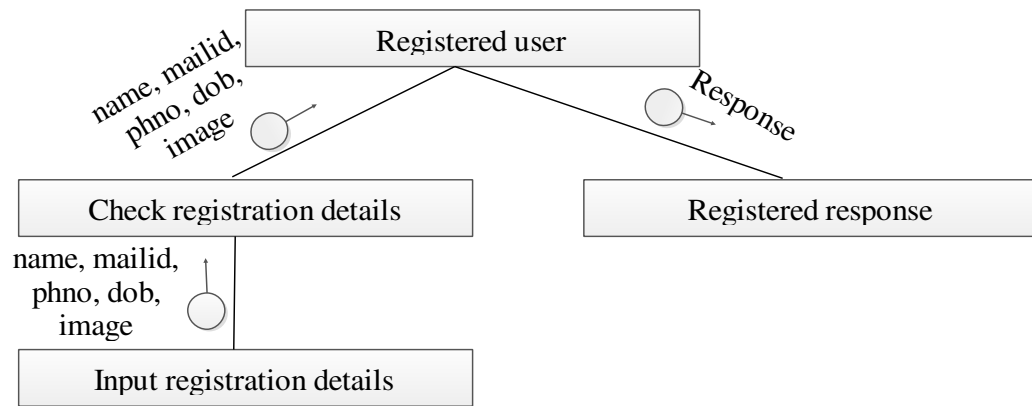 Registered user
name, mailid,
phno, dob,
image
Response
Check registration details
Registered response
name, mailid,
phno, dob,
image
Input registration details